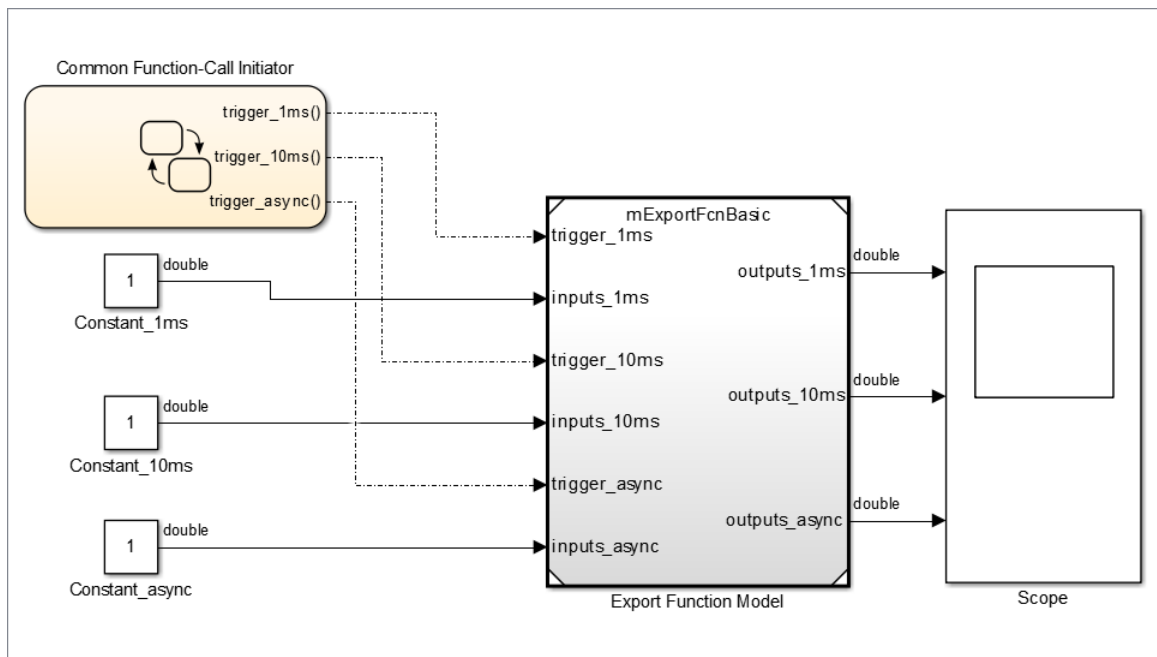 Common Function-Call Initiator
trigger_1ms()
trigger_10ms()
trigger_async()
1
double
Constant_1ms
1
double
Constant_10ms
1
double
Constant_async
mExportFcnBasic
trigger_1ms
inputs_1ms
trigger_10ms
inputs_10ms
trigger_async
inputs_async
outputs_1ms
outputs_10ms
outputs_async
Export Function Model
double
double
double
Scope